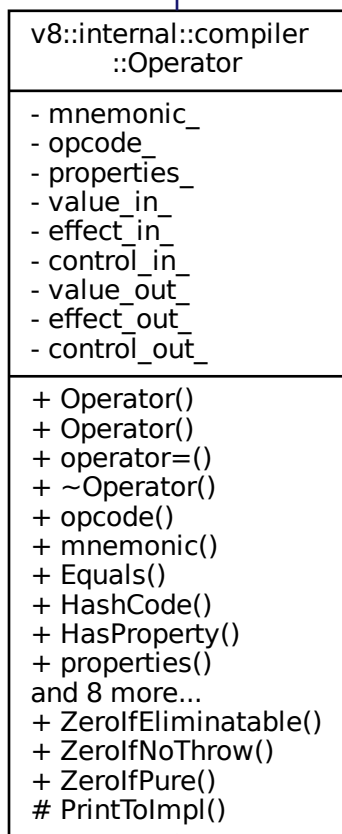 v8::internal::compiler
::Operator
- mnemonic_
- opcode_
- properties_
- value_in_
- effect_in_
- control_in_
- value_out_
- effect_out_
- control_out_
+ Operator()
+ Operator()
+ operator=()
+ ~Operator()
+ opcode()
+ mnemonic()
+ Equals()
+ HashCode()
+ HasProperty()
+ properties()
and 8 more...
+ ZeroIfEliminatable()
+ ZeroIfNoThrow()
+ ZeroIfPure()
# PrintToImpl()